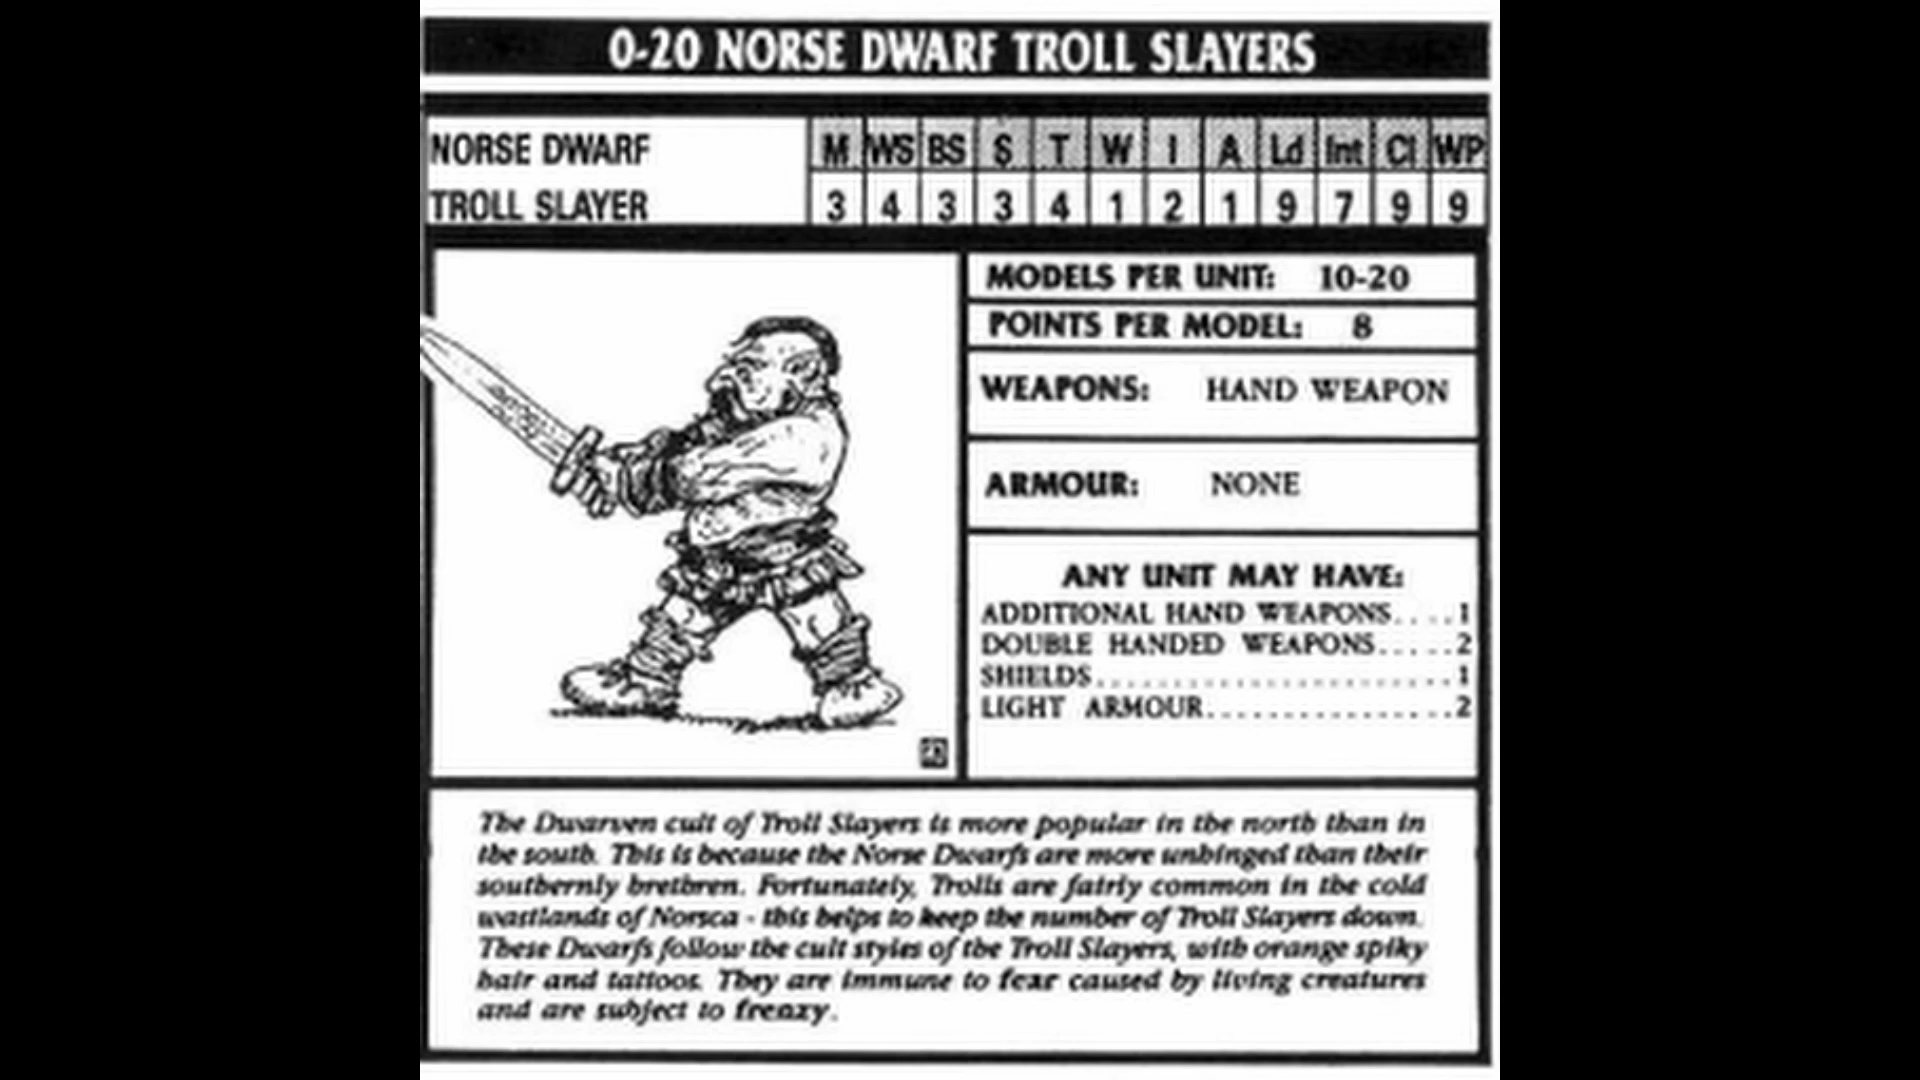 0-20 NORSE DWARF TROLL SLAYERS
NORSE DWARF M WS BS S T W I A Ld Int Cl WP
TROLL SLAYER 3 4 3 3 4 1 2 1 9 7 9 9
MODELS PER UNIT: 10-20
POINTS PER MODEL: 8
WEAPONS: HAND WEAPON
ARMOUR: NONE
ANY UNIT MAY HAVE:
ADDITIONAL HAND WEAPONS....1
DOUBLE HANDED WEAPONS.....2
SHIELDS........................1
LIGHT ARMOUR................2
The Dwarven cult of Troll Slayers is more popular in the north than in
the south. This is because the Norse Dwarfs are more unhinged than their
southernly brethren. Fortunately, Trolls are fairly common in the cold
wastlands of Norsca - this helps to keep the number of Troll Slayers down.
These Dwarfs follow the cult styles of the Troll Slayers, with orange spiky
hair and tattoos. They are immune to fear caused by living creatures
and are subject to frenzy.